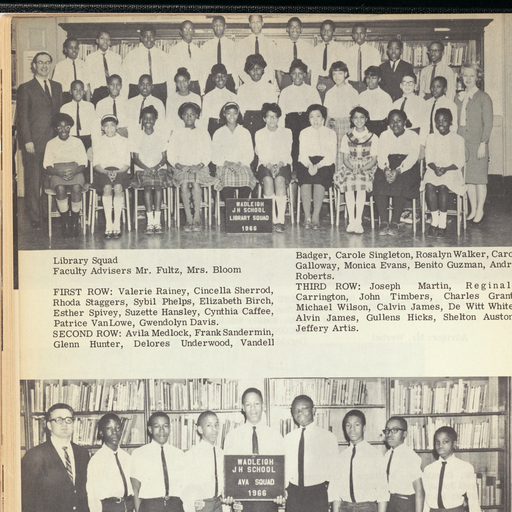 WADLEIGH
J H SCHOOL
LIBRARY SQUAD
1966
Library Squad
Faculty Advisers Mr. Fultz, Mrs. Bloom
FIRST ROW: Valerie Rainey, Cincella Sherrod,
Rhoda Staggers, Sybil Phelps, Elizabeth Birch,
Esther Spivey, Suzette Hansley, Cynthia Caffee,
Patrice VanLowe, Gwendolyn Davis.
SECOND ROW: Avila Medlock, Frank Sandermin,
Glenn Hunter, Delores Underwood, Vandell
Badger, Carole Singleton, Rosalyn Walker, Caro
Galloway, Monica Evans, Benito Guzman, Andr
Roberts.
THIRD ROW: Joseph Martin, Reginal
Carrington, John Timbers, Charles Grant
Michael Wilson, Calvin James, De Witt White
Alvin James, Gullens Hicks, Shelton Auston
Jeffery Artis.
WADLEIGH
J H SCHOOL
AVA SQUAD
1966